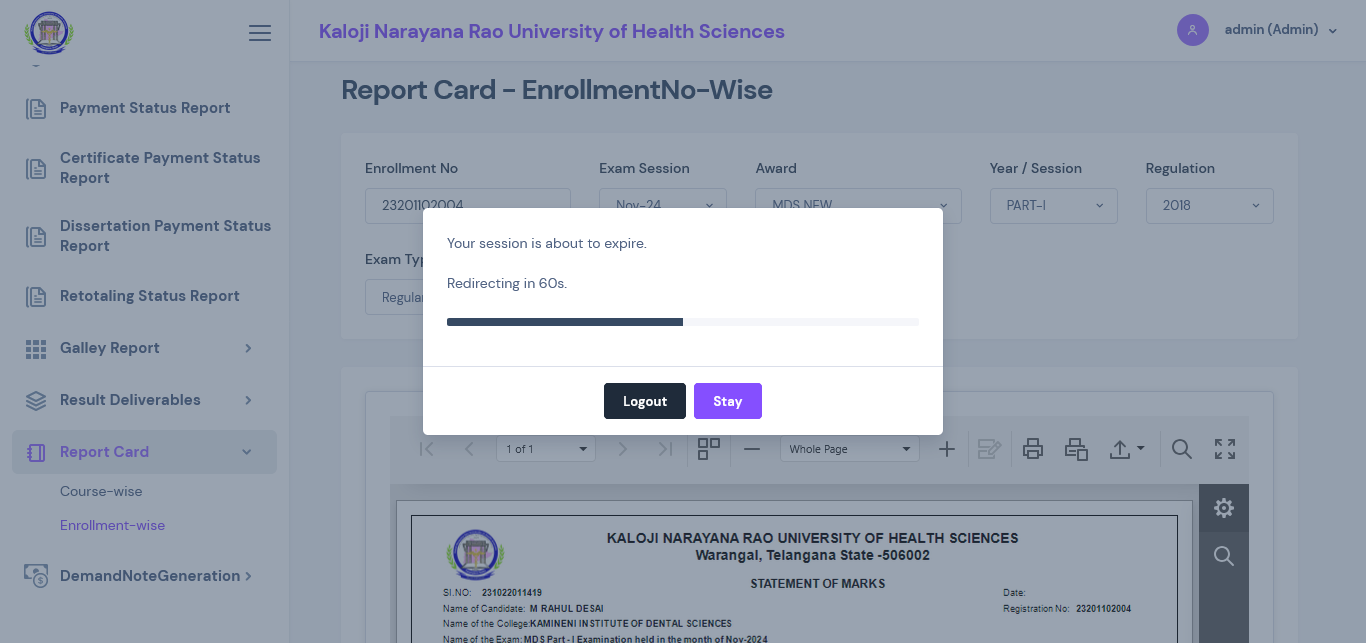 Kaloji Narayana Rao University of Health Sciences
admin (Admin)
Payment Status Report
Certificate Payment Status
Report
Dissertation Payment Status
Report
Retotaling Status Report
Galley Report
Result Deliverables
Report Card
Course-wise
Enrollment-wise
DemandNoteGeneration
Report Card - EnrollmentNo-Wise
Enrollment No
Exam Session
Award
Year / Session
Regulation
23201102004
Nov-24
MDS NEW
PART-I
2018
Exam Typ
Regular
Your session is about to expire.
Redirecting in 60s.
Logout
Stay
1 of 1
Whole Page
KALOJI NARAYANA RAO UNIVERSITY OF HEALTH SCIENCES
Warangal, Telangana State -506002
STATEMENT OF MARKS
Sl.NO: 231022011419
Date:
Name of Candidate: M RAHUL DESAI
Registration No: 23201102004
Name of the College:KAMINENI INSTITUTE OF DENTAL SCIENCES
Name of the Exam:MDS Part - I Examination held in the month of Nov-2024